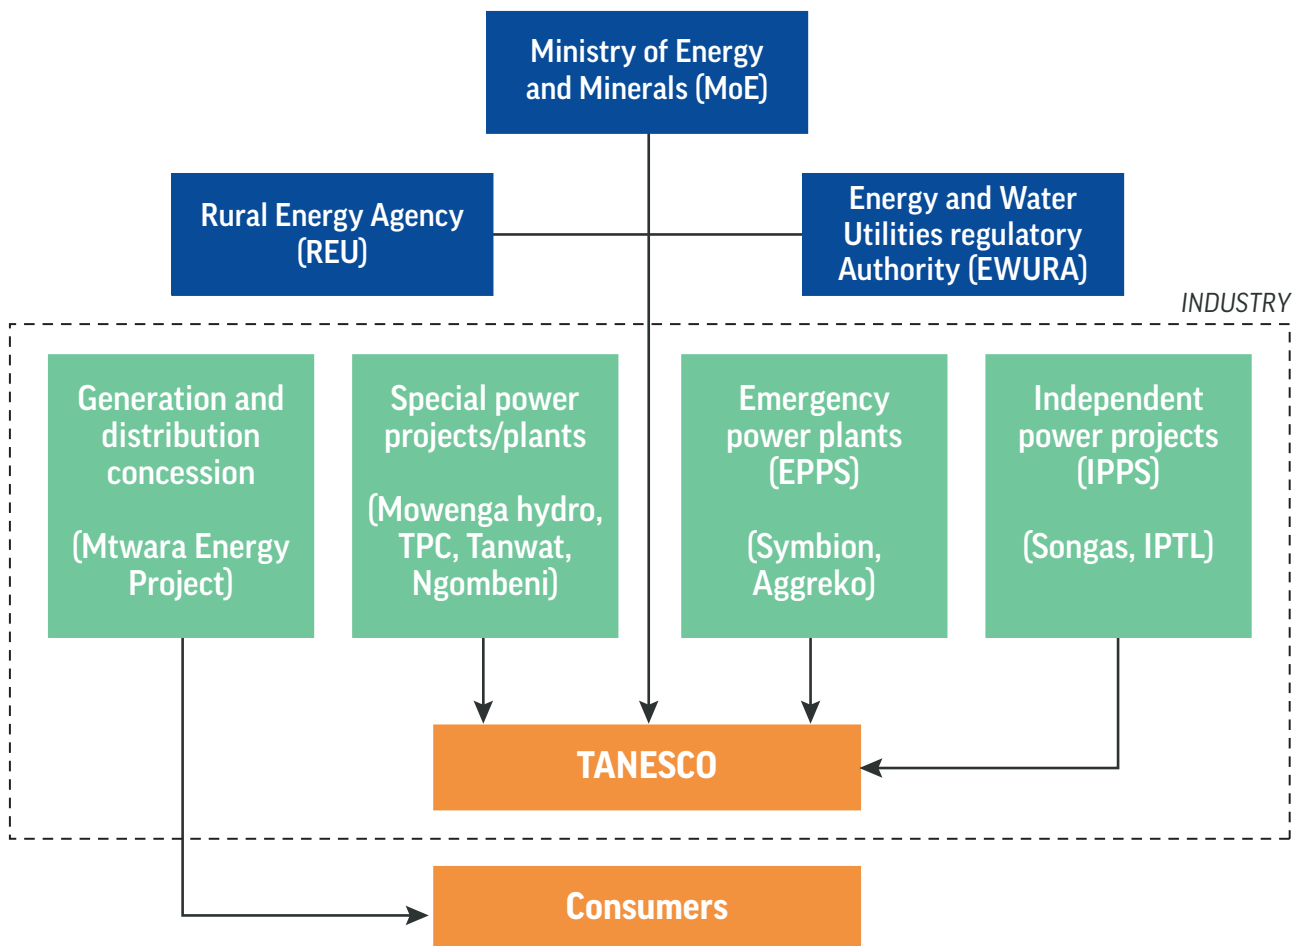 Ministry of Energy
and Minerals (MoE)
Rural Energy Agency
(REU)
Energy and Water
Utilities regulatory
Authority (EWURA)
INDUSTRY
Generation and
distribution
concession
(Mtwara Energy
Project)
Special power
projects/plants
(Mowenga hydro,
TPC, Tanwat,
Ngombeni)
Emergency
power plants
(EPPS)
(Symbion,
Aggreko)
Independent
power projects
(IPPS)
(Songas, IPTL)
TANESCO
Consumers